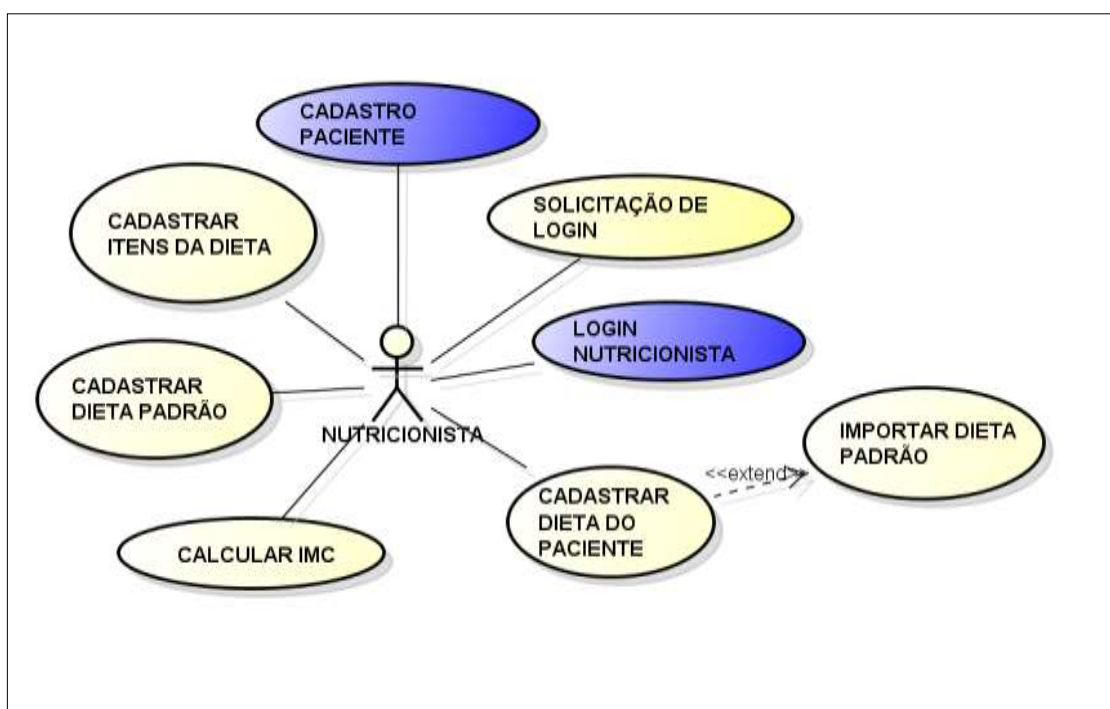 CADASTRO
PACIENTE
SOLICITAÇÃO DE
LOGIN
CADASTRAR
ITENS DA DIETA
LOGIN
NUTRICIONISTA
CADASTRAR
DIETA PADRÃO
NUTRICIONISTA
IMPORTAR DIETA
PADRÃO
<<extend>>
CADASTRAR
DIETA DO
PACIENTE
CALCULAR IMC